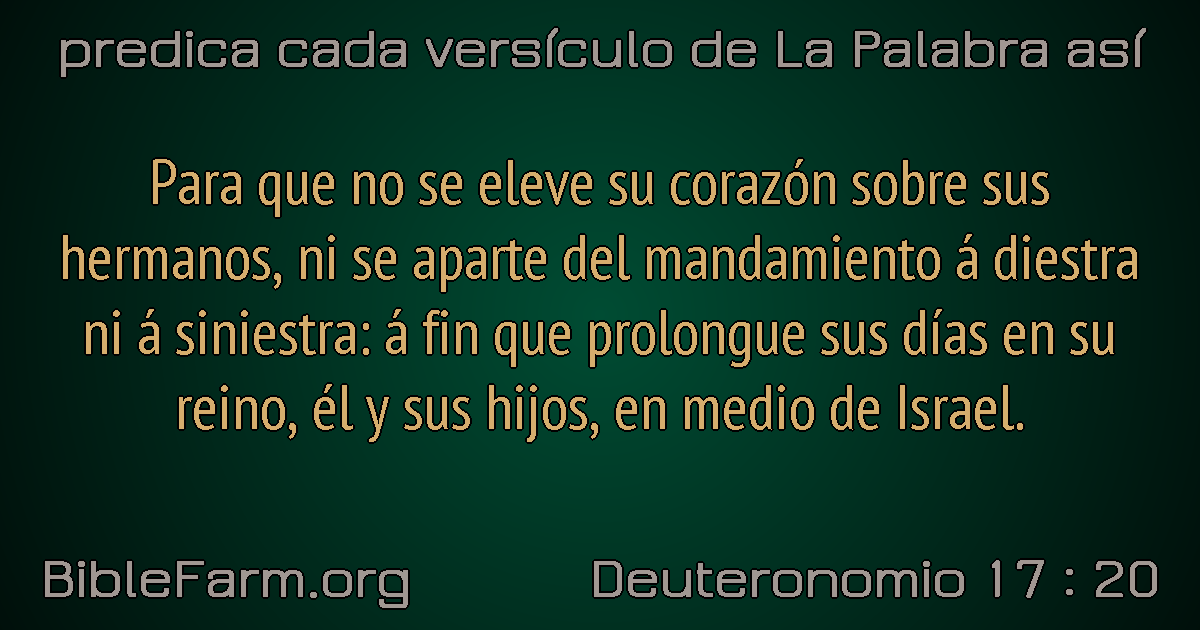 predica cada versículo de La Palabra así
Para que no se eleve su corazón sobre sus
hermanos, ni se aparte del mandamiento á diestra
ni á siniestra: á fin que prolongue sus días en su
reino, él y sus hijos, en medio de Israel.
BibleFarm.org
Deuteronomio 17 : 20